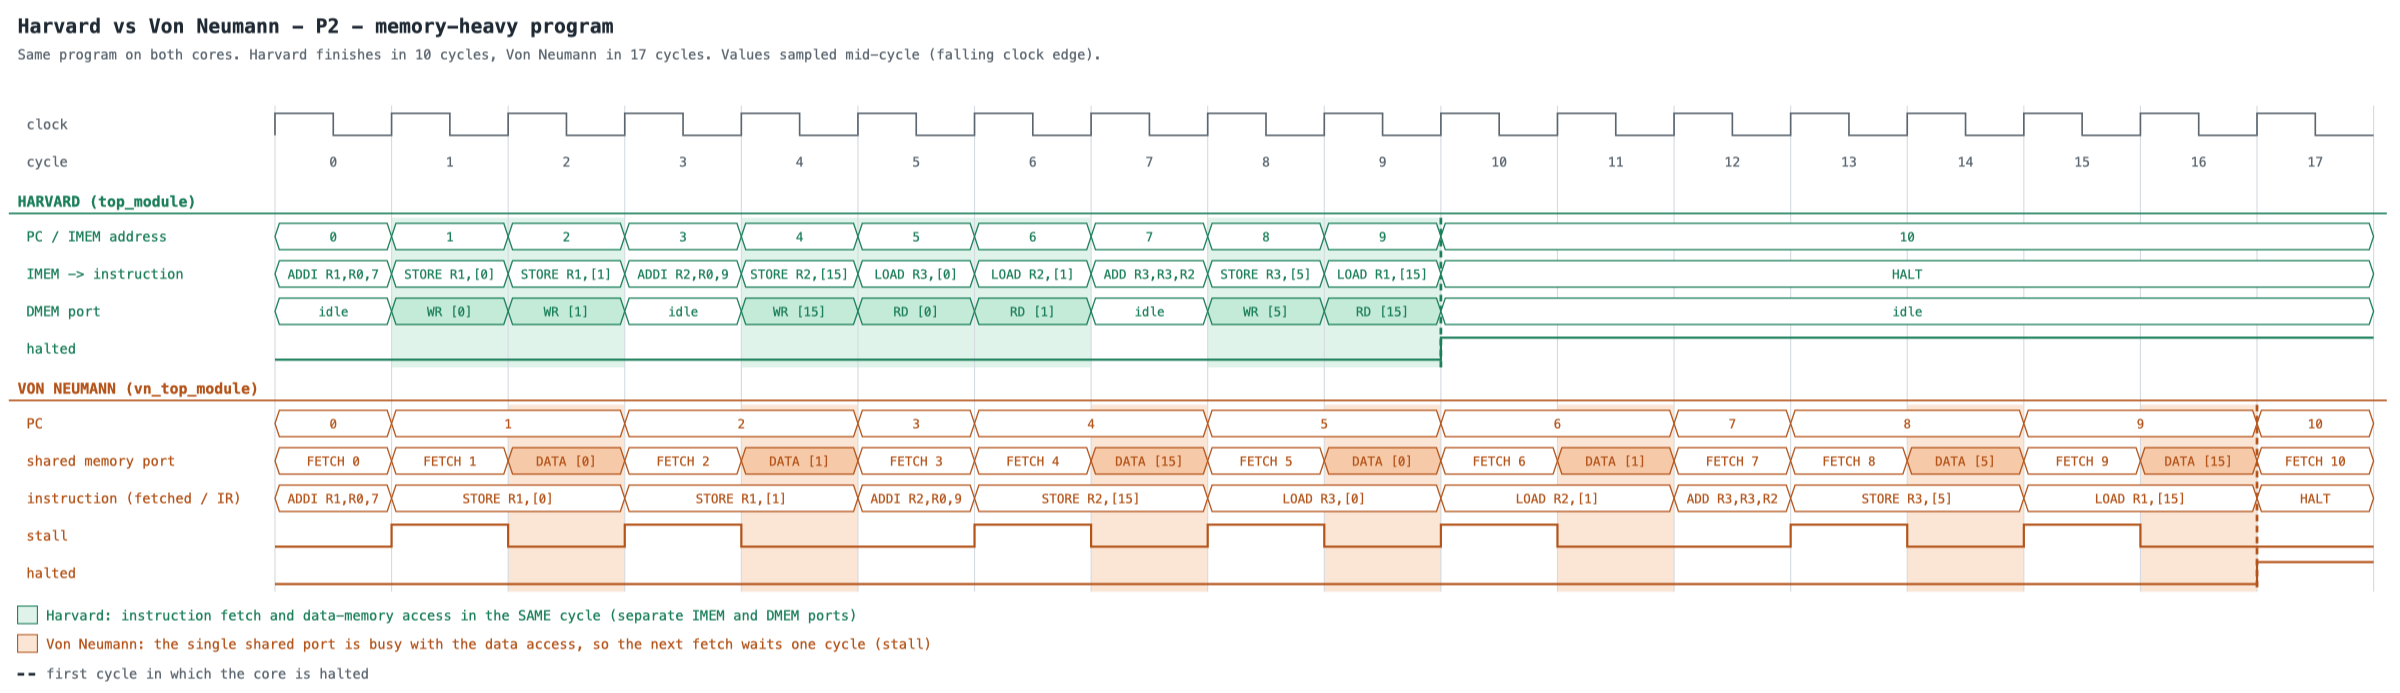 Harvard vs Von Neumann - P2 - memory-heavy program
Same program on both cores. Harvard finishes in 10 cycles, Von Neumann in 17 cycles. Values sampled mid-cycle (falling clock edge).
clock
cycle 0 1 2 3 4 5 6 7 8 9 10 11 12 13 14 15 16 17
HARVARD (top_module)
PC / IMEM address 0 1 2 3 4 5 6 7 8 9 10
IMEM -> instruction ADDI R1,R0,7 STORE R1,[0] STORE R1,[1] ADDI R2,R0,9 STORE R2,[15] LOAD R3,[0] LOAD R2,[1] ADD R3,R3,R2 STORE R3,[5] LOAD R1,[15] HALT
DMEM port idle WR [0] WR [1] idle WR [15] RD [0] RD [1] idle WR [5] RD [15] idle
halted
VON NEUMANN (vn_top_module)
PC 0 1 2 3 4 5 6 7 8 9 10
shared memory port FETCH 0 FETCH 1 DATA [0] FETCH 2 DATA [1] FETCH 3 FETCH 4 DATA [15] FETCH 5 DATA [0] FETCH 6 DATA [1] FETCH 7 FETCH 8 DATA [5] FETCH 9 DATA [15] FETCH 10
instruction (fetched / IR) ADDI R1,R0,7 STORE R1,[0] STORE R1,[1] ADDI R2,R0,9 STORE R2,[15] LOAD R3,[0] LOAD R2,[1] ADD R3,R3,R2 STORE R3,[5] LOAD R1,[15] HALT
stall
halted
Harvard: instruction fetch and data-memory access in the SAME cycle (separate IMEM and DMEM ports)
Von Neumann: the single shared port is busy with the data access, so the next fetch waits one cycle (stall)
first cycle in which the core is halted